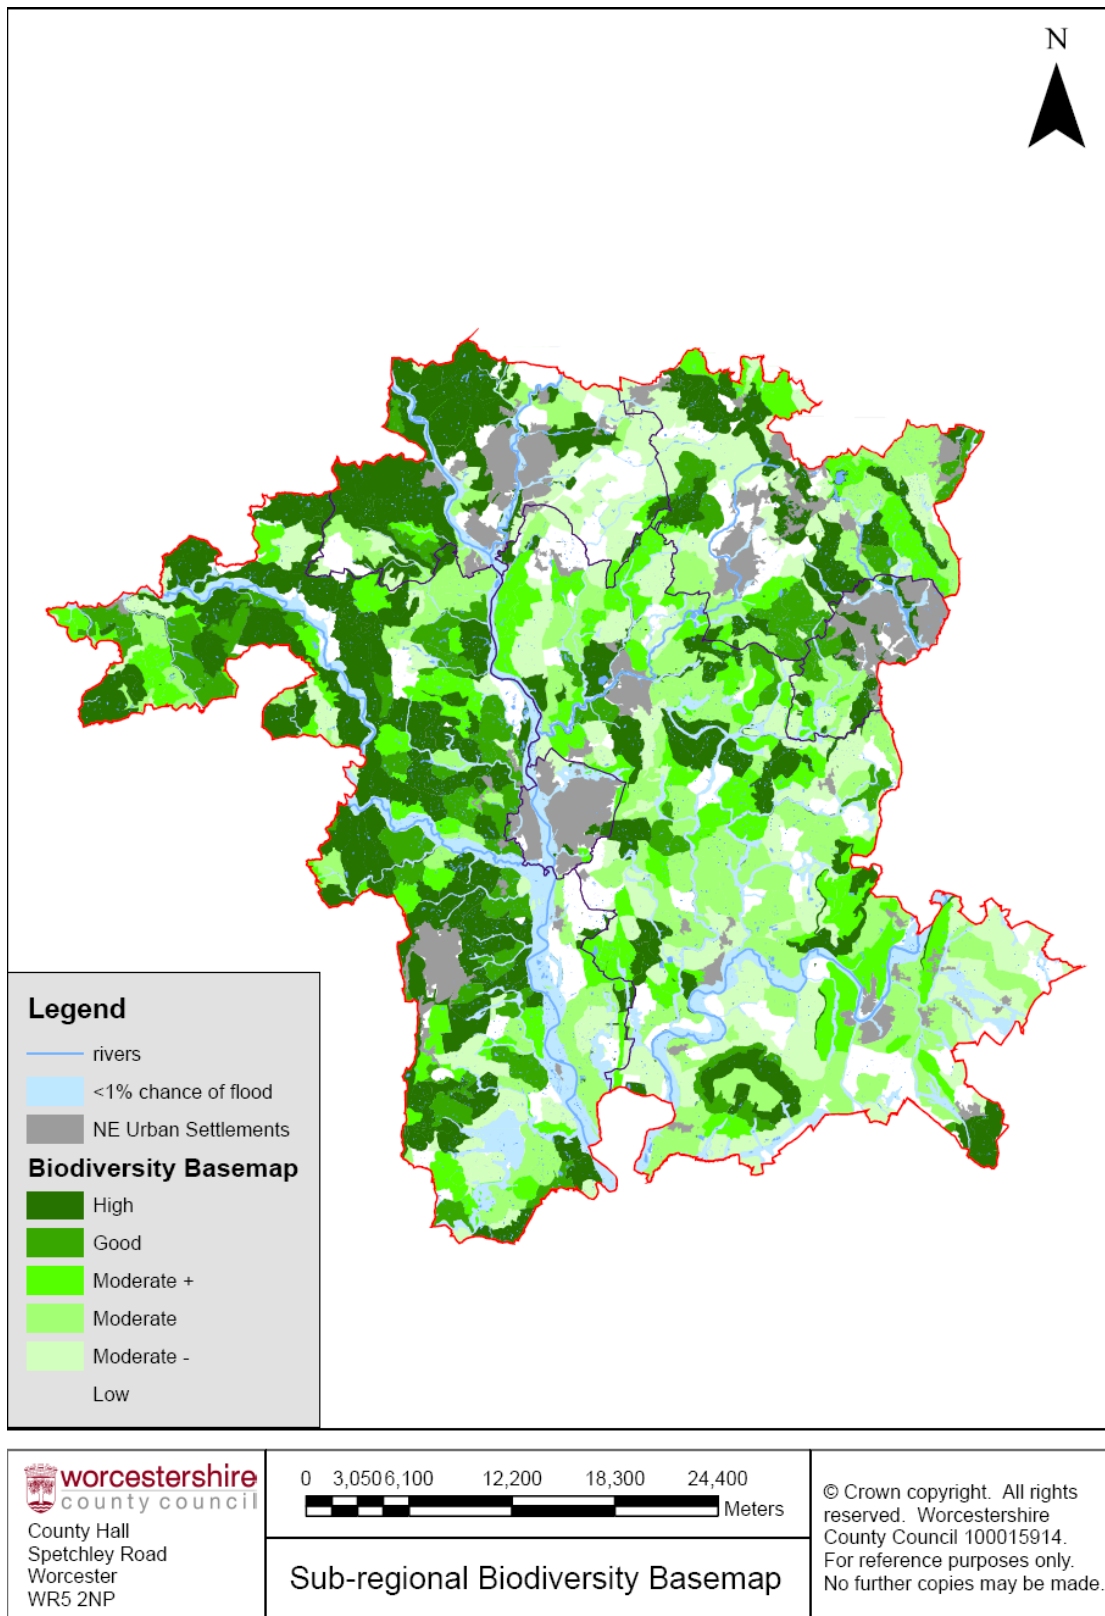 N
Legend
rivers
<1% chance of flood
NE Urban Settlements
Biodiversity Basemap
High
Good
Moderate +
Moderate
Moderate -
Low
worcestershire
county council
County Hall
Spetchley Road
Worcester
WR5 2NP
0 3,050 6,100 12,200 18,300 24,400
Meters
Sub-regional Biodiversity Basemap
© Crown copyright. All rights
reserved. Worcestershire
County Council 100015914.
For reference purposes only.
No further copies may be made.